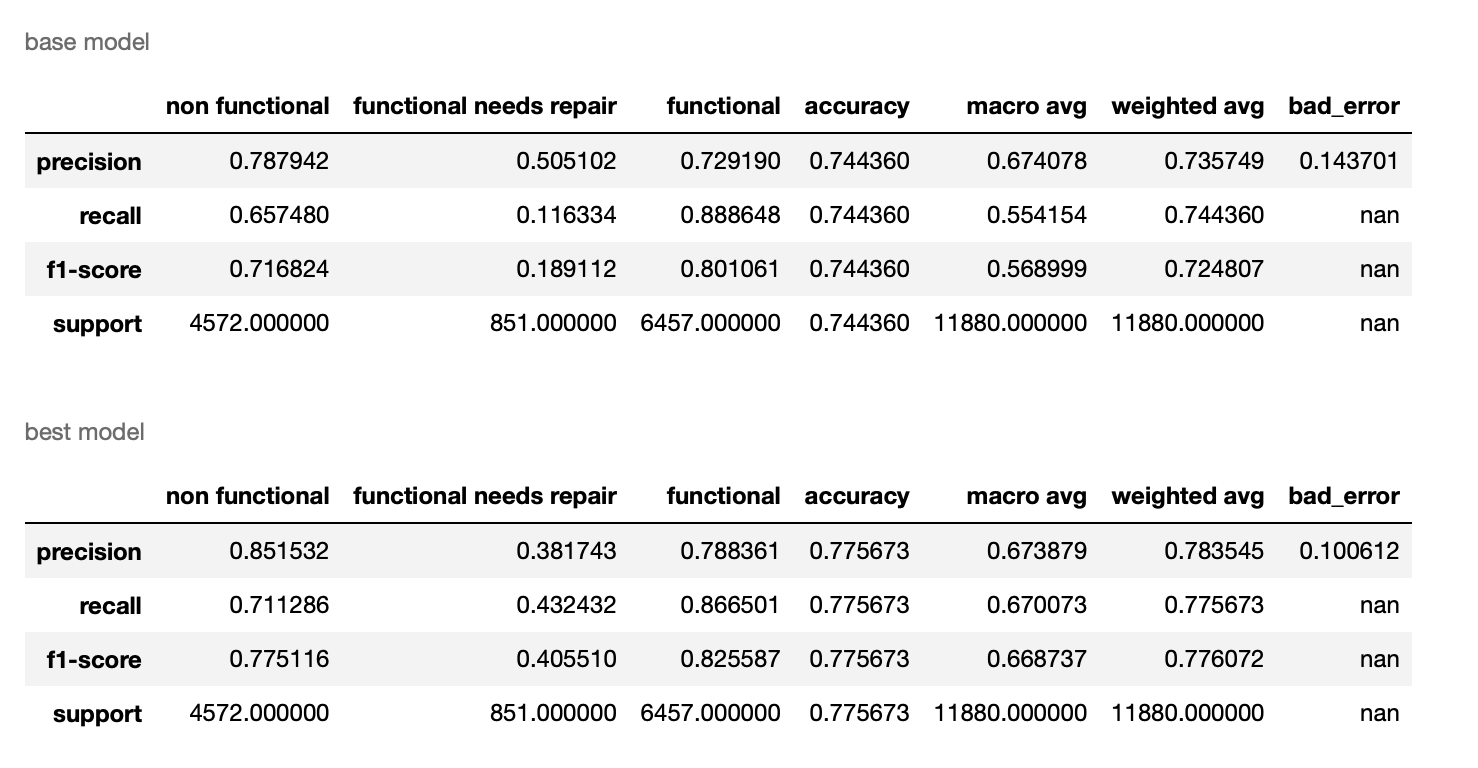 base model
non functional functional needs repair functional accuracy macro avg weighted avg bad_error
precision 0.787942 0.505102 0.729190 0.744360 0.674078 0.735749 0.143701
recall 0.657480 0.116334 0.888648 0.744360 0.554154 0.744360 nan
f1-score 0.716824 0.189112 0.801061 0.744360 0.568999 0.724807 nan
support 4572.000000 851.000000 6457.000000 0.744360 11880.000000 11880.000000 nan
best model
non functional functional needs repair functional accuracy macro avg weighted avg bad_error
precision 0.851532 0.381743 0.788361 0.775673 0.673879 0.783545 0.100612
recall 0.711286 0.432432 0.866501 0.775673 0.670073 0.775673 nan
f1-score 0.775116 0.405510 0.825587 0.775673 0.668737 0.776072 nan
support 4572.000000 851.000000 6457.000000 0.775673 11880.000000 11880.000000 nan